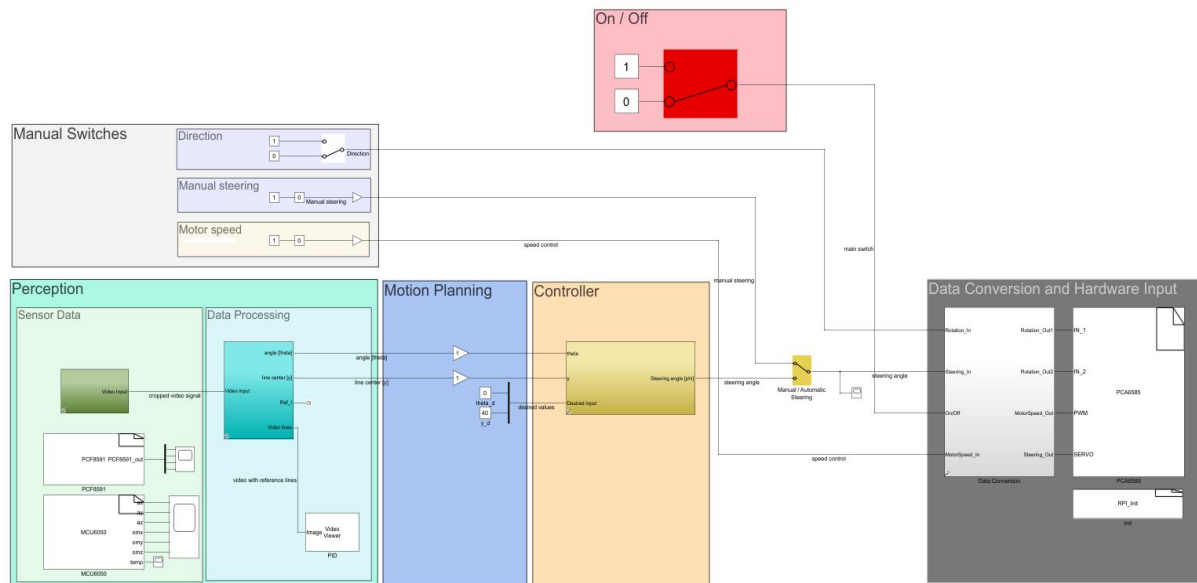 On / Off
1
0
Manual Switches
Direction
1
0
Direction
Manual steering
1
0
Manual steering
Motor speed
1
0
speed control
main switch
manual steering
Perception
Sensor Data
Video Input
cropped video signal
PCF8591 PCF8591_out
PCF8591
MCU6050
ay
az
omx
omy
omz
temp
MCU6050
Data Processing
Video input
angle [theta]
line center [y]
Ref_l
Video lines
video with reference lines
Image
Video
Viewer
PID
Motion Planning
angle [theta]
1
line center [y]
1
0
theta_d
40
y_d
desired values
Controller
theta
y
Desired input
Steering angle [phi]
steering angle
Manual / Automatic
Steering
steering angle
speed control
Data Conversion and Hardware Input
Rotation_In
Steering_In
On/Off
MotorSpeed_In
Rotation_Out1
Rotation_Out2
MotorSpeed_Out
Steering_Out
Data Conversion
IN_1
IN_2
PWM
SERVO
PCA6585
PCA6585
RP1_Init
Init